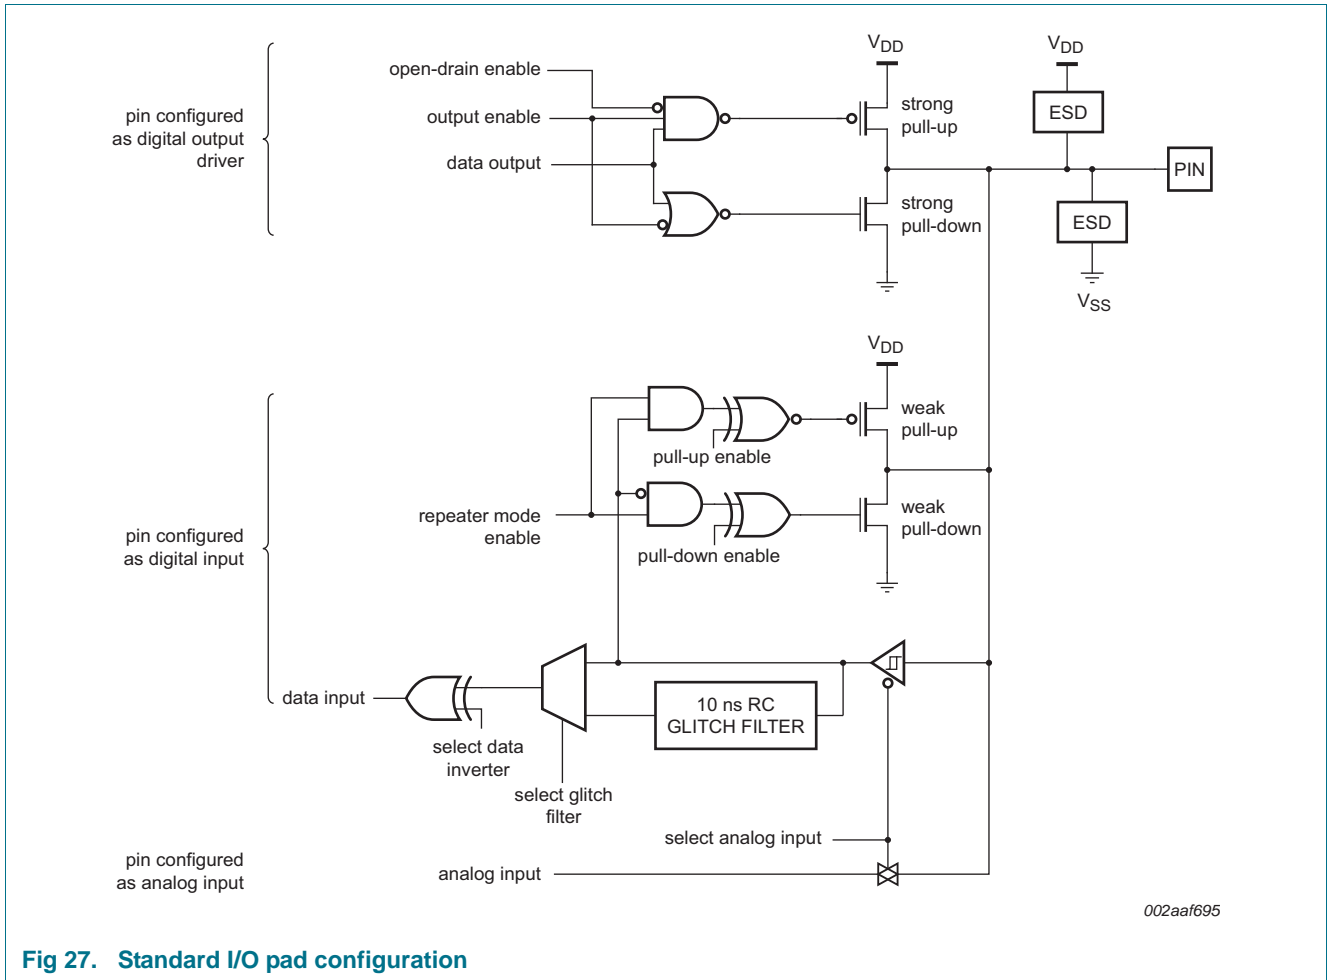 V_DD
V_DD
open-drain enable
strong
pull-up
ESD
pin configured
as digital output
driver
output enable
data output
PIN
strong
pull-down
ESD
V_SS
V_DD
weak
pull-up
pull-up enable
repeater mode
enable
weak
pull-down
pull-down enable
pin configured
as digital input
data input
10 ns RC
GLITCH FILTER
select data
inverter
select glitch
filter
select analog input
pin configured
as analog input
analog input
002aaf695
Fig 27. Standard I/O pad configuration